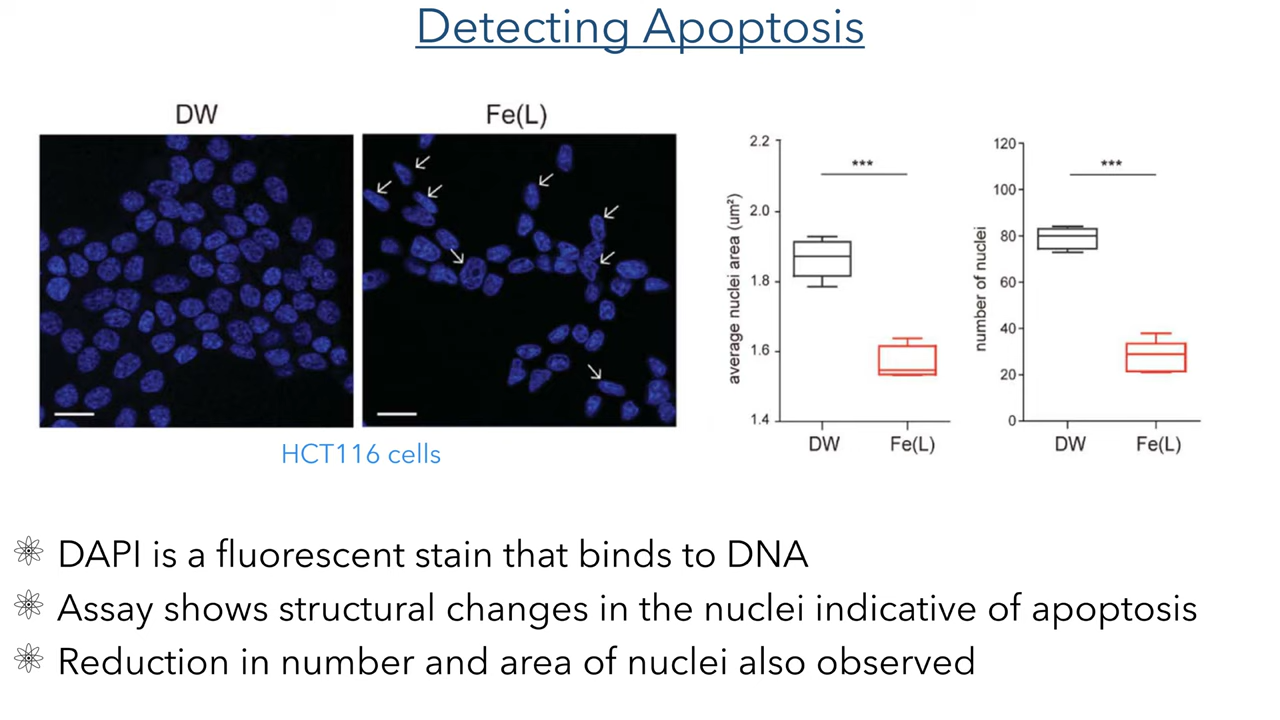 Detecting Apoptosis
DW
Fe(L)
HCT116 cells
average nuclei area (um²)
2.2
2.0
1.8
1.6
1.4
***
DW
Fe(L)
number of nuclei
120
100
80
60
40
20
0
***
DW
Fe(L)
DAPI is a fluorescent stain that binds to DNA
Assay shows structural changes in the nuclei indicative of apoptosis
Reduction in number and area of nuclei also observed